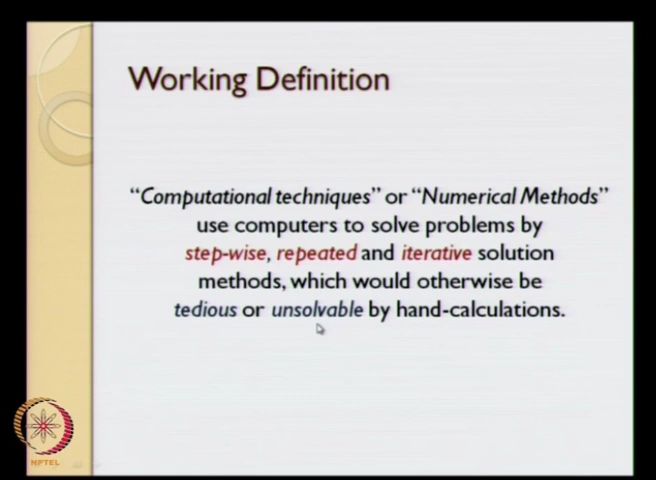 Working Definition
“Computational techniques” or “Numerical Methods”
use computers to solve problems by
step-wise, repeated and iterative solution
methods, which would otherwise be
tedious or unsolvable by hand-calculations.
NPTEL